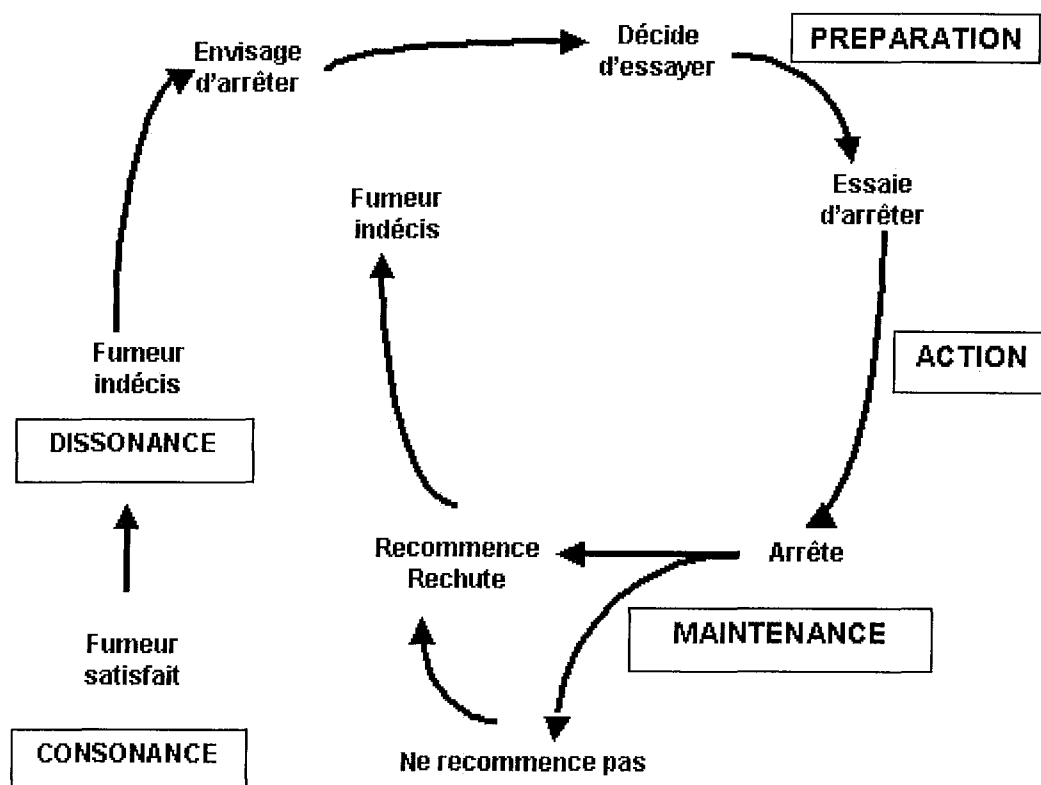 Envisage
d'arrêter
Décide
d'essayer
PREPARATION
Essaie
d'arrêter
Fumeur
indécis
ACTION
Fumeur
indécis
DISSONANCE
Recommence
Rechute
Arrête
MAINTENANCE
Fumeur
satisfait
CONSONANCE
Ne recommence pas